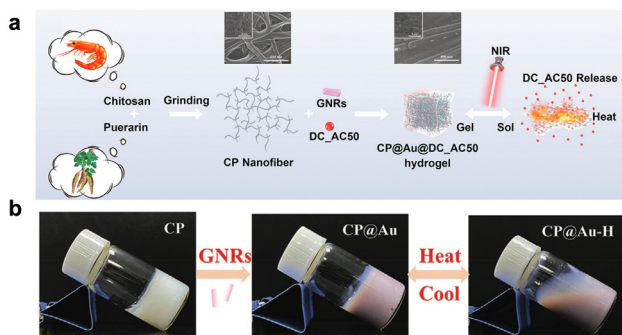 a
Chitosan
+
Puerarin
Grinding
CP Nanofiber
+
GNRs
DC_AC50
CP@Au@DC_AC50
hydrogel
Gel
Sol
NIR
DC_AC50 Release
Heat
b
CP
GNRs
CP@Au
Heat
Cool
CP@Au-H